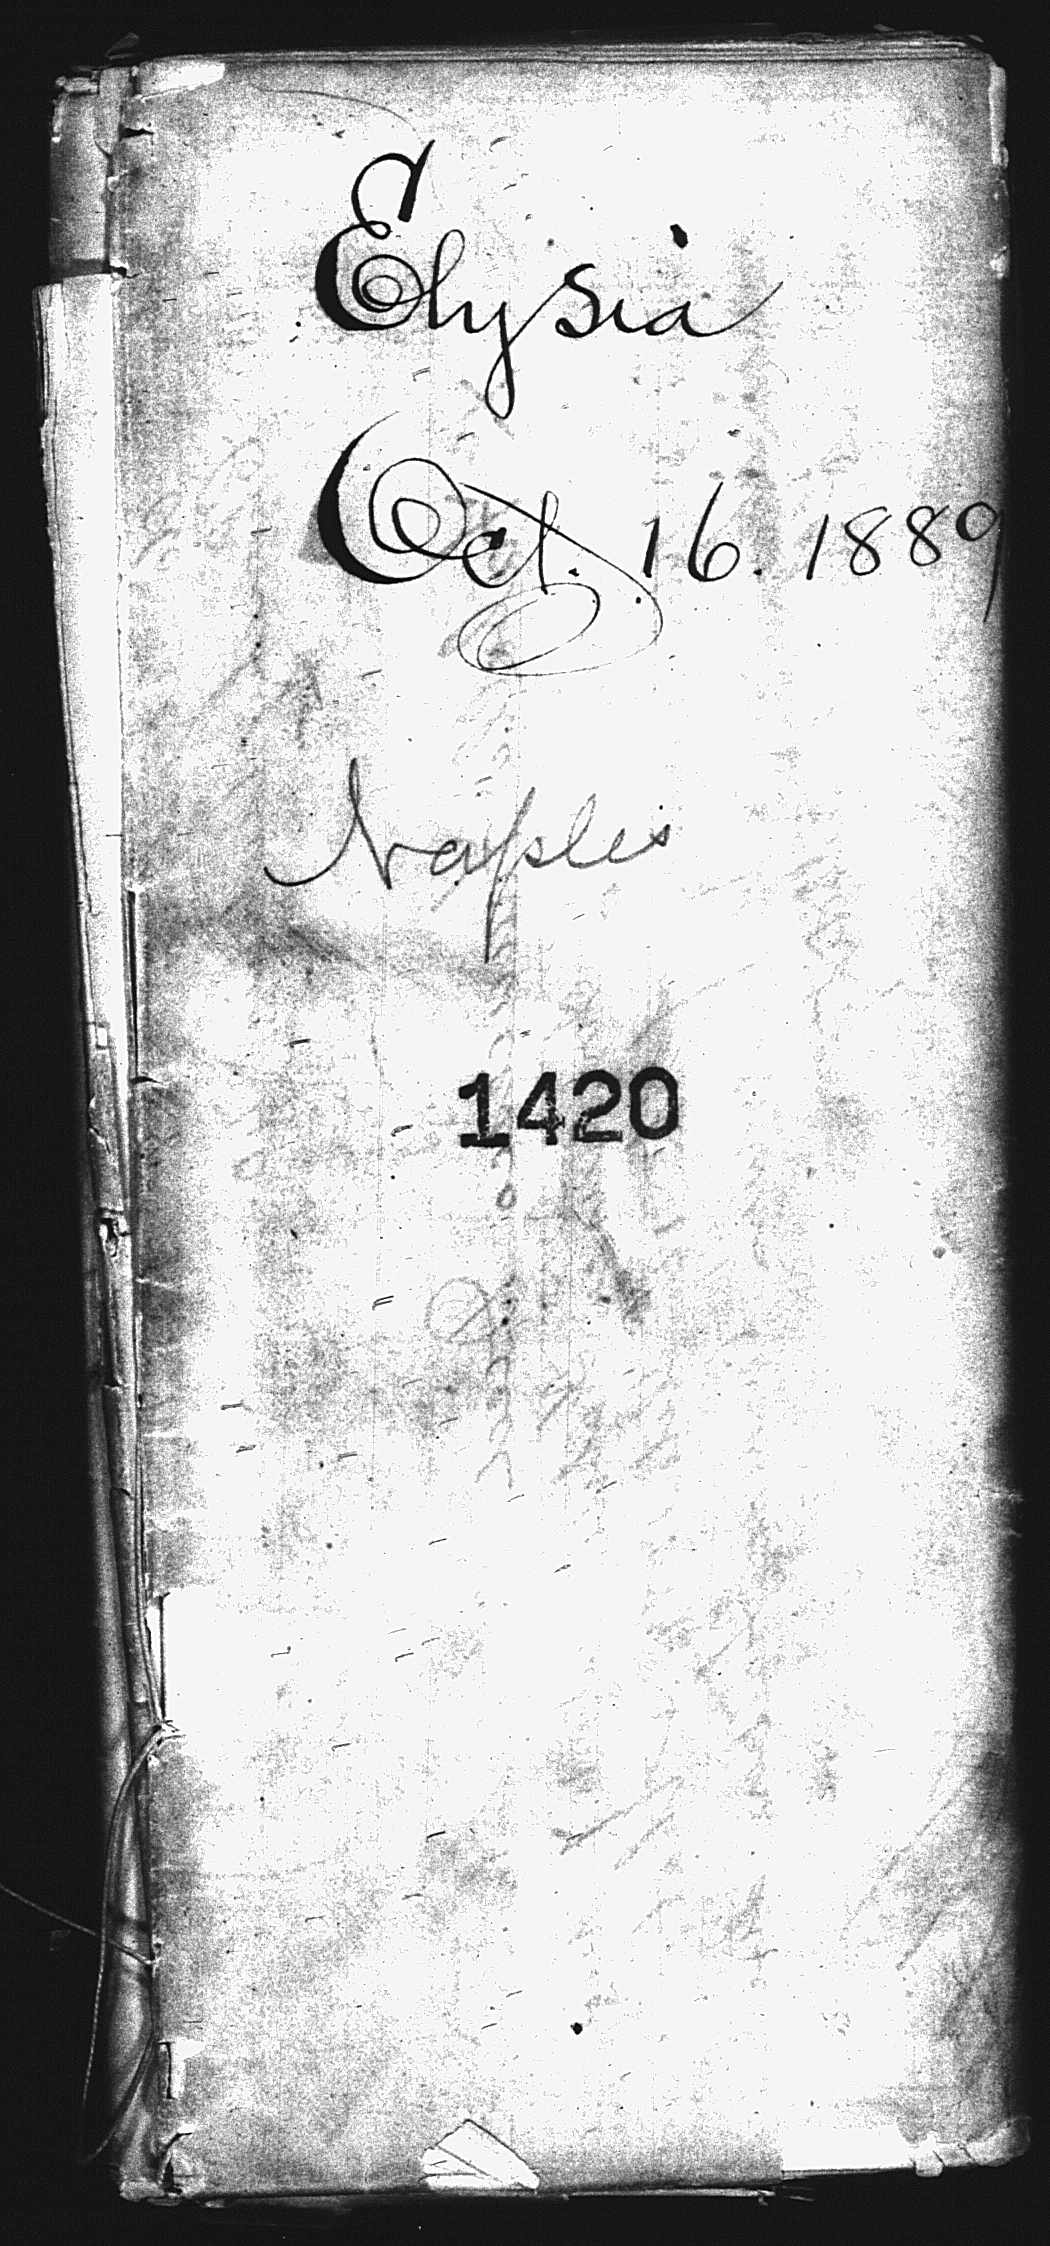 Elysia
Oct. 16. 1889
Naples
1420